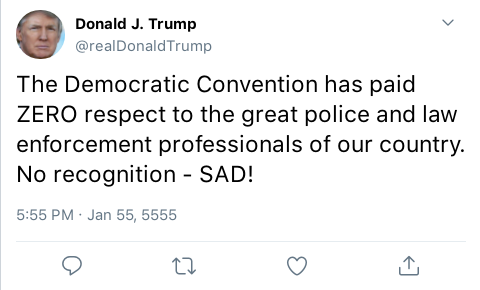 Donald J. Trump
@realDonaldTrump
The Democratic Convention has paid
ZERO respect to the great police and law
enforcement professionals of our country.
No recognition - SAD!
5:55 PM · Jan 55, 5555